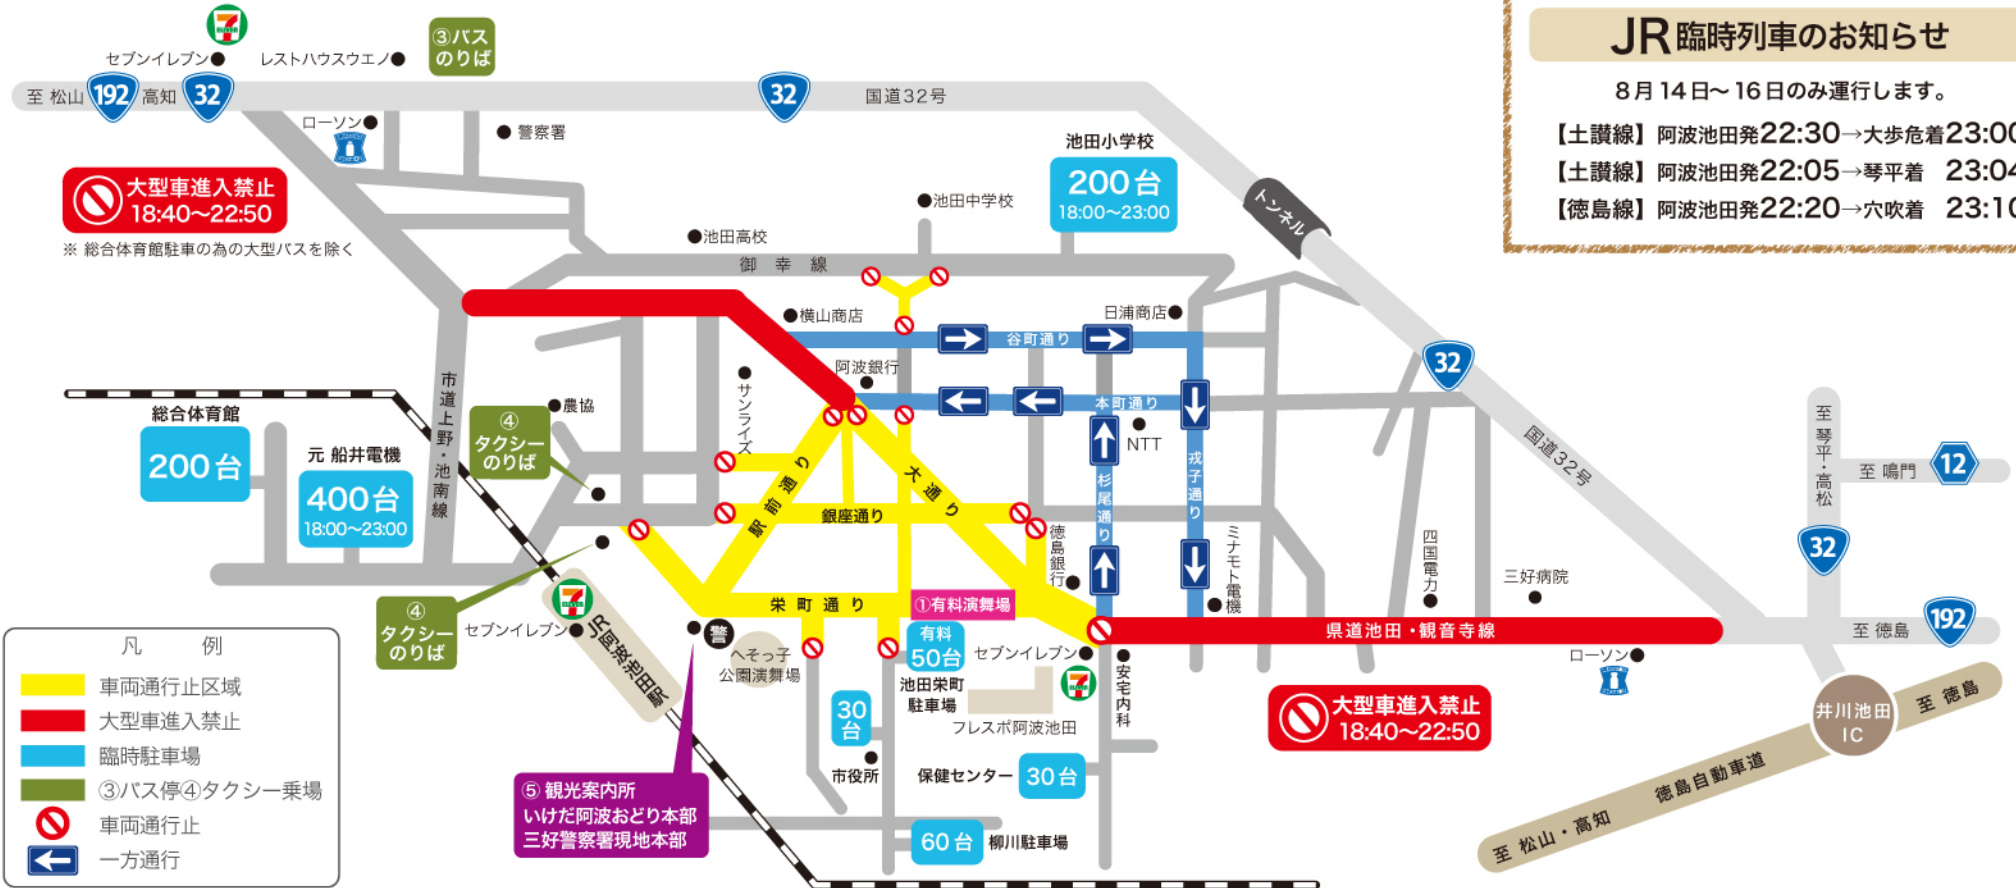 JR臨時列車のお知らせ
8月14日〜16日のみ運行します。
【土讃線】阿波池田発22:30→大歩危着23:00
【土讃線】阿波池田発22:05→琴平着 23:04
【徳島線】阿波池田発22:20→穴吹着 23:10
セブンイレブン
レストハウスウエノ
③バス
のりば
至 松山
192
高知
32
32
国道32号
ローソン
警察署
大型車進入禁止
18:40〜22:50
※ 総合体育館駐車の為の大型バスを除く
池田小学校
200台
18:00〜23:00
池田中学校
池田高校
御幸線
トンネル
横山商店
日浦商店
谷町通り
阿波銀行
本町通り
NTT
32
国道32号
サンライズ
農協
④
タクシー
のりば
市道上野・池南線
総合体育館
200台
元 船井電機
400台
18:00〜23:00
駅前通り
大通り
銀座通り
杉尾通り
戎子通り
徳島銀行
ミナモト電機
四国電力
三好病院
至 琴平・高松
至 鳴門
12
32
至 徳島
192
栄町通り
①有料演舞場
県道池田・観音寺線
④
タクシー
のりば
セブンイレブン
JR阿波池田駅
警
へそっ子
公園演舞場
有料
50台
池田栄町
駐車場
セブンイレブン
フレスポ阿波池田
安宅内科
ローソン
大型車進入禁止
18:40〜22:50
井川池田
IC
至 徳島
徳島自動車道
至 松山・高知
30
台
市役所
保健センター
30台
60台
柳川駐車場
⑤ 観光案内所
いけだ阿波おどり本部
三好警察署現地本部
凡例
車両通行止区域
大型車進入禁止
臨時駐車場
③バス停④タクシー乗場
車両通行止
一方通行